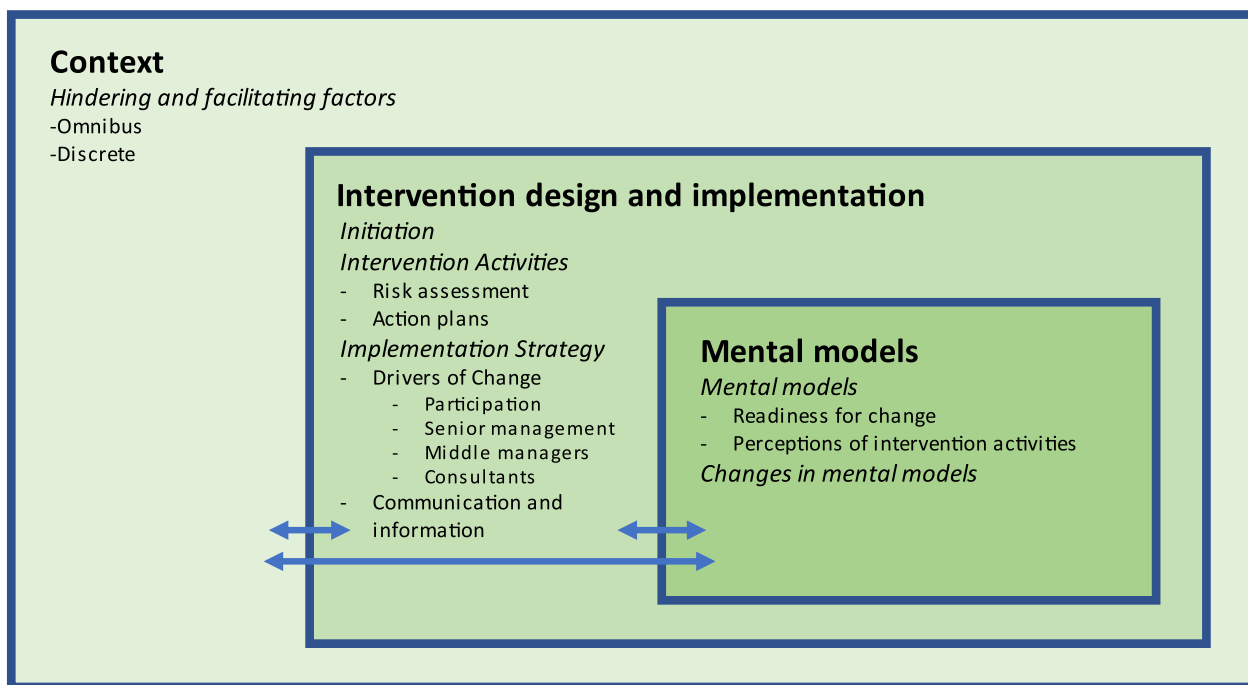 Context
Hindering and facilitating factors
-Omnibus
-Discrete
Intervention design and implementation
Initiation
Intervention Activities
- Risk assessment
- Action plans
Implementation Strategy
- Drivers of Change
- Participation
- Senior management
- Middle managers
- Consultants
- Communication and
information
Mental models
Mental models
- Readiness for change
- Perceptions of intervention activities
Changes in mental models